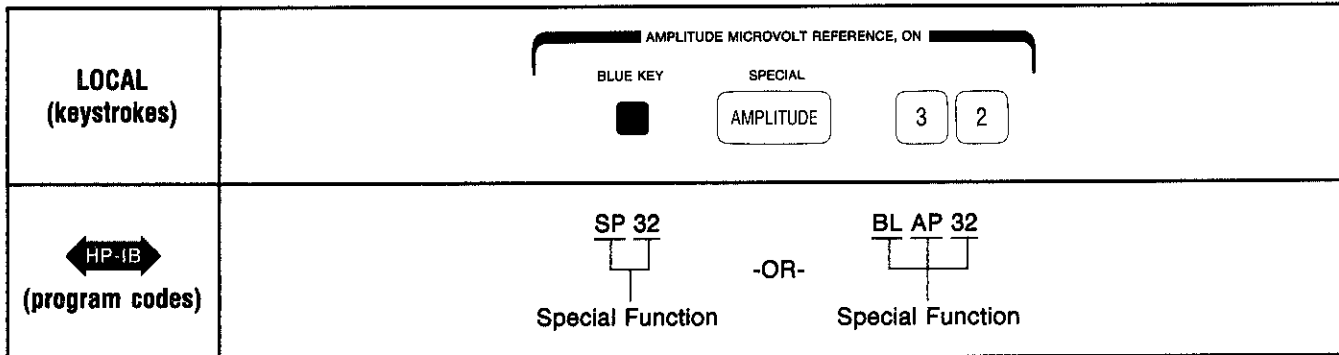 LOCAL
(keystrokes)
AMPLITUDE MICROVOLT REFERENCE, ON
BLUE KEY SPECIAL
AMPLITUDE 3 2
HP-IB
(program codes)
SP 32 -OR- BL AP 32
Special Function Special Function